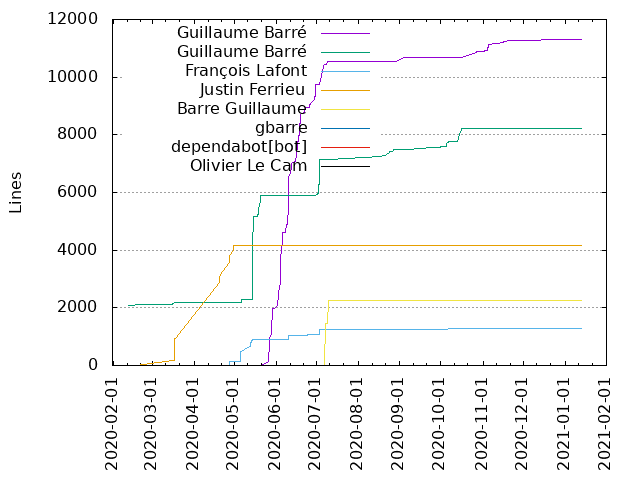 12000
10000
8000
6000
4000
2000
0
Lines
Guillaume Barré
Guillaume Barré
François Lafont
Justin Ferrieu
Barre Guillaume
gbarre
dependabot[bot]
Olivier Le Cam
2020-02-01
2020-03-01
2020-04-01
2020-05-01
2020-06-01
2020-07-01
2020-08-01
2020-09-01
2020-10-01
2020-11-01
2020-12-01
2021-01-01
2021-02-01